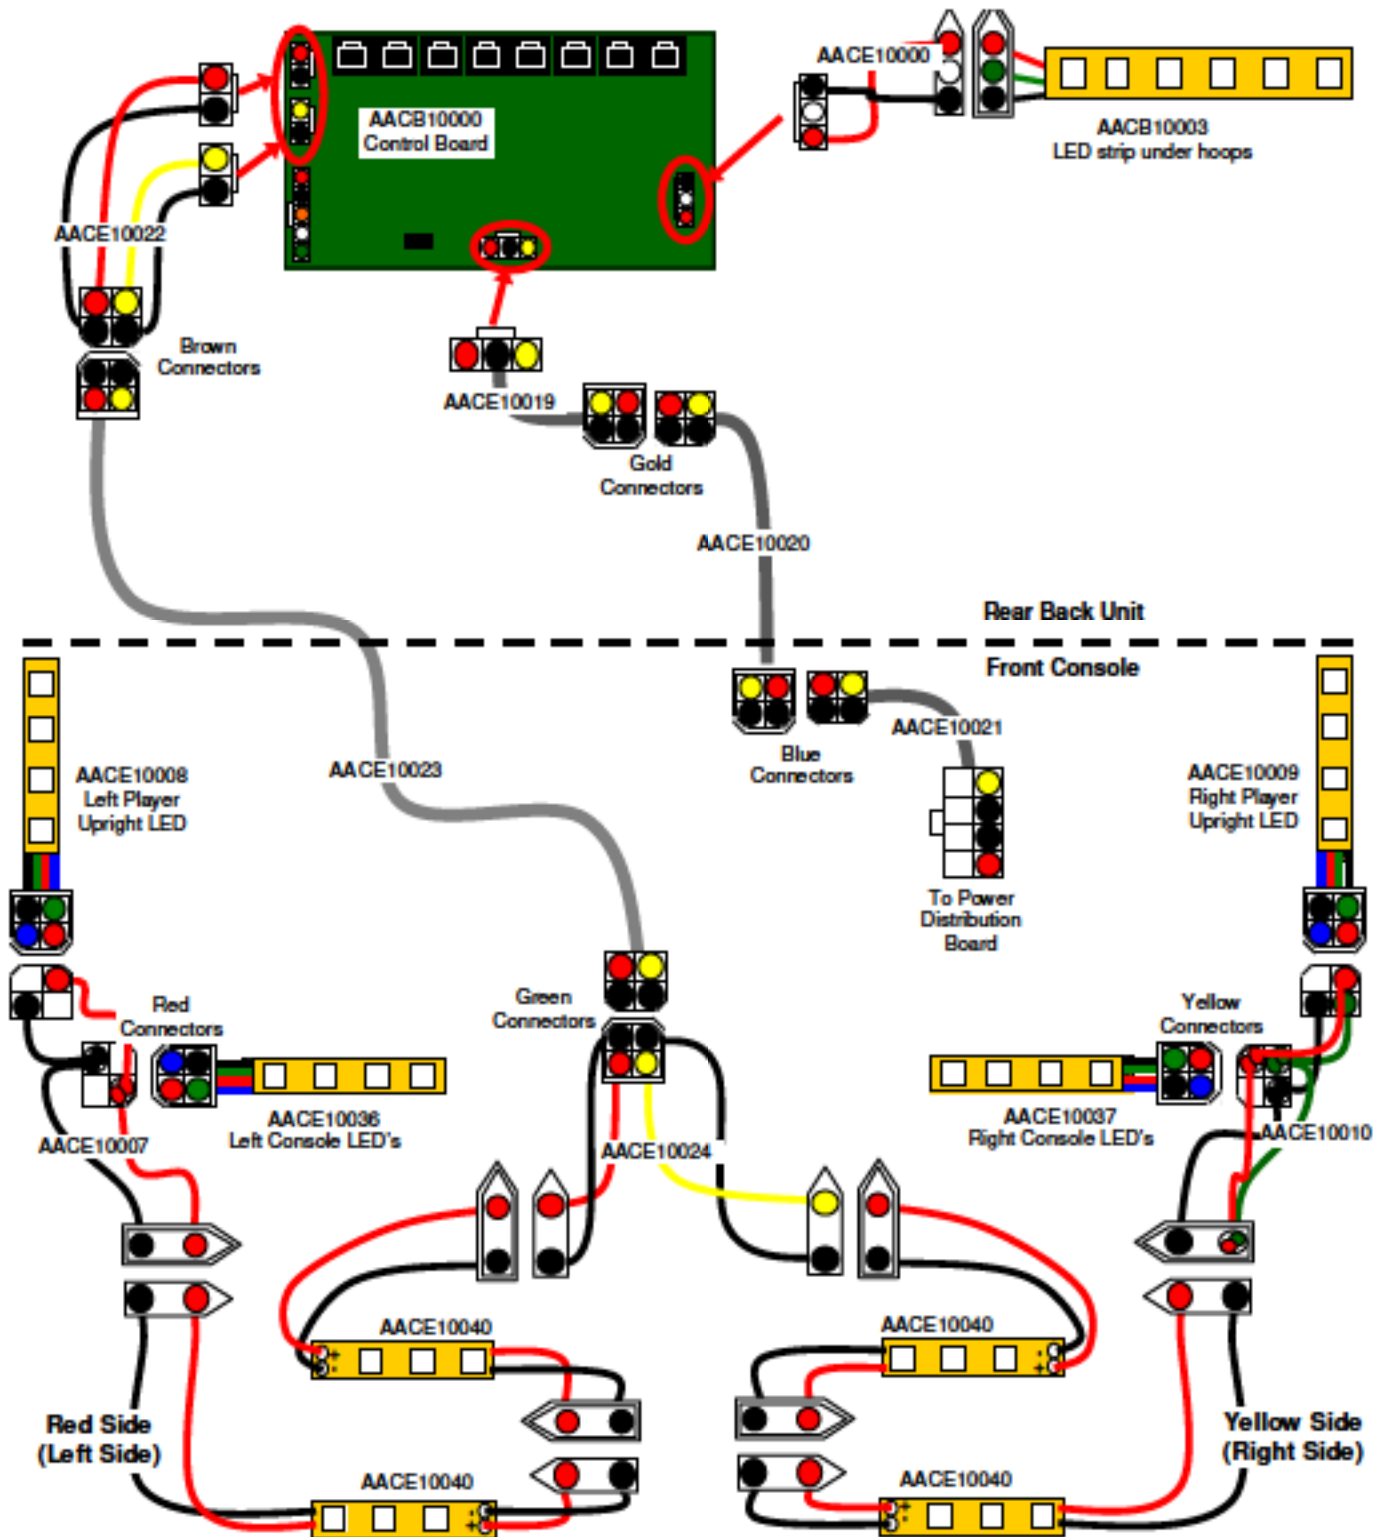 AACE10000
AACB10000
Control Board
AACB10003
LED strip under hoops
AACE10022
Brown
Connectors
AACE10019
Gold
Connectors
AACE10020
Rear Back Unit
Front Console
AACE10008
Left Player
Upright LED
AACE10023
Blue
Connectors
AACE10021
AACE10009
Right Player
Upright LED
To Power
Distribution
Board
Red
Connectors
Green
Connectors
Yellow
Connectors
AACE10036
Left Console LED's
AACE10037
Right Console LED's
AACE10007
AACE10024
AACE10010
AACE10040
+
-
AACE10040
-
+
Red Side
(Left Side)
Yellow Side
(Right Side)
AACE10040
-
+
AACE10040
+
-